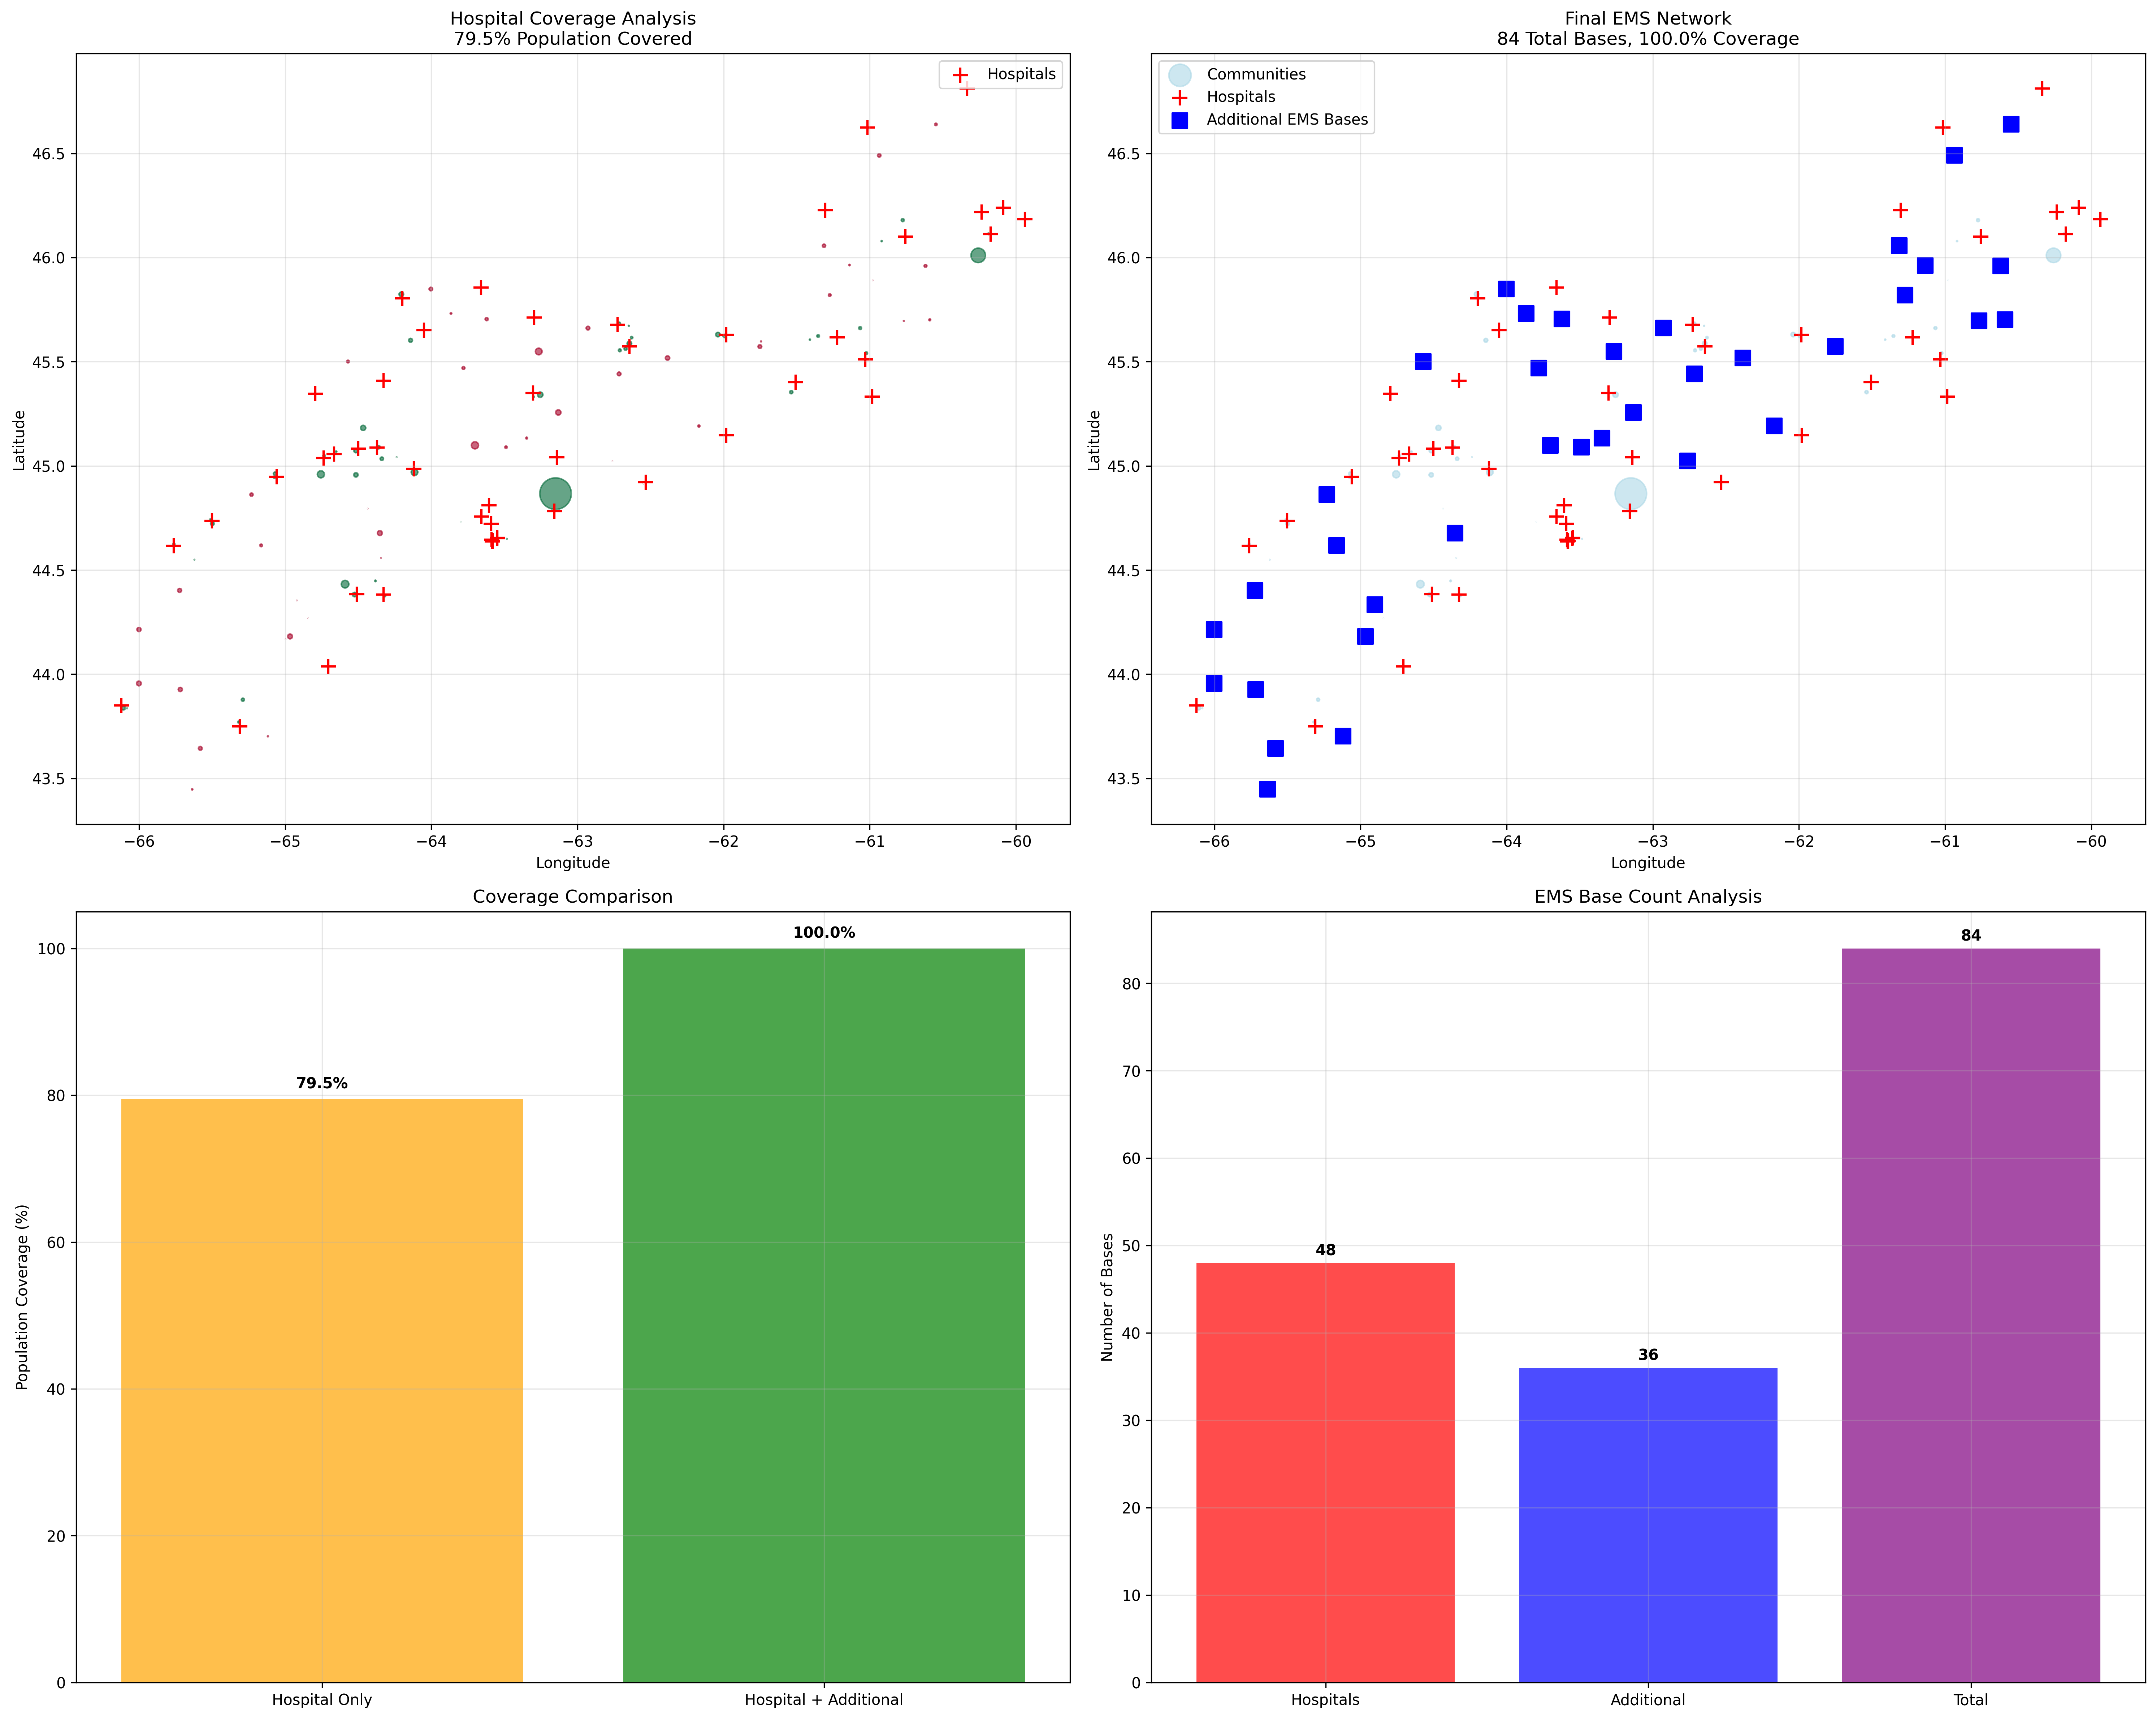 Hospital Coverage Analysis
79.5% Population Covered
Hospitals
Latitude
46.5
46.0
45.5
45.0
44.5
44.0
43.5
−66
−65
−64
−63
−62
−61
−60
Longitude
Final EMS Network
84 Total Bases, 100.0% Coverage
Communities
Hospitals
Additional EMS Bases
Latitude
46.5
46.0
45.5
45.0
44.5
44.0
43.5
−66
−65
−64
−63
−62
−61
−60
Longitude
Coverage Comparison
79.5%
100.0%
Population Coverage (%)
100
80
60
40
20
0
Hospital Only
Hospital + Additional
EMS Base Count Analysis
48
36
84
Number of Bases
80
70
60
50
40
30
20
10
0
Hospitals
Additional
Total